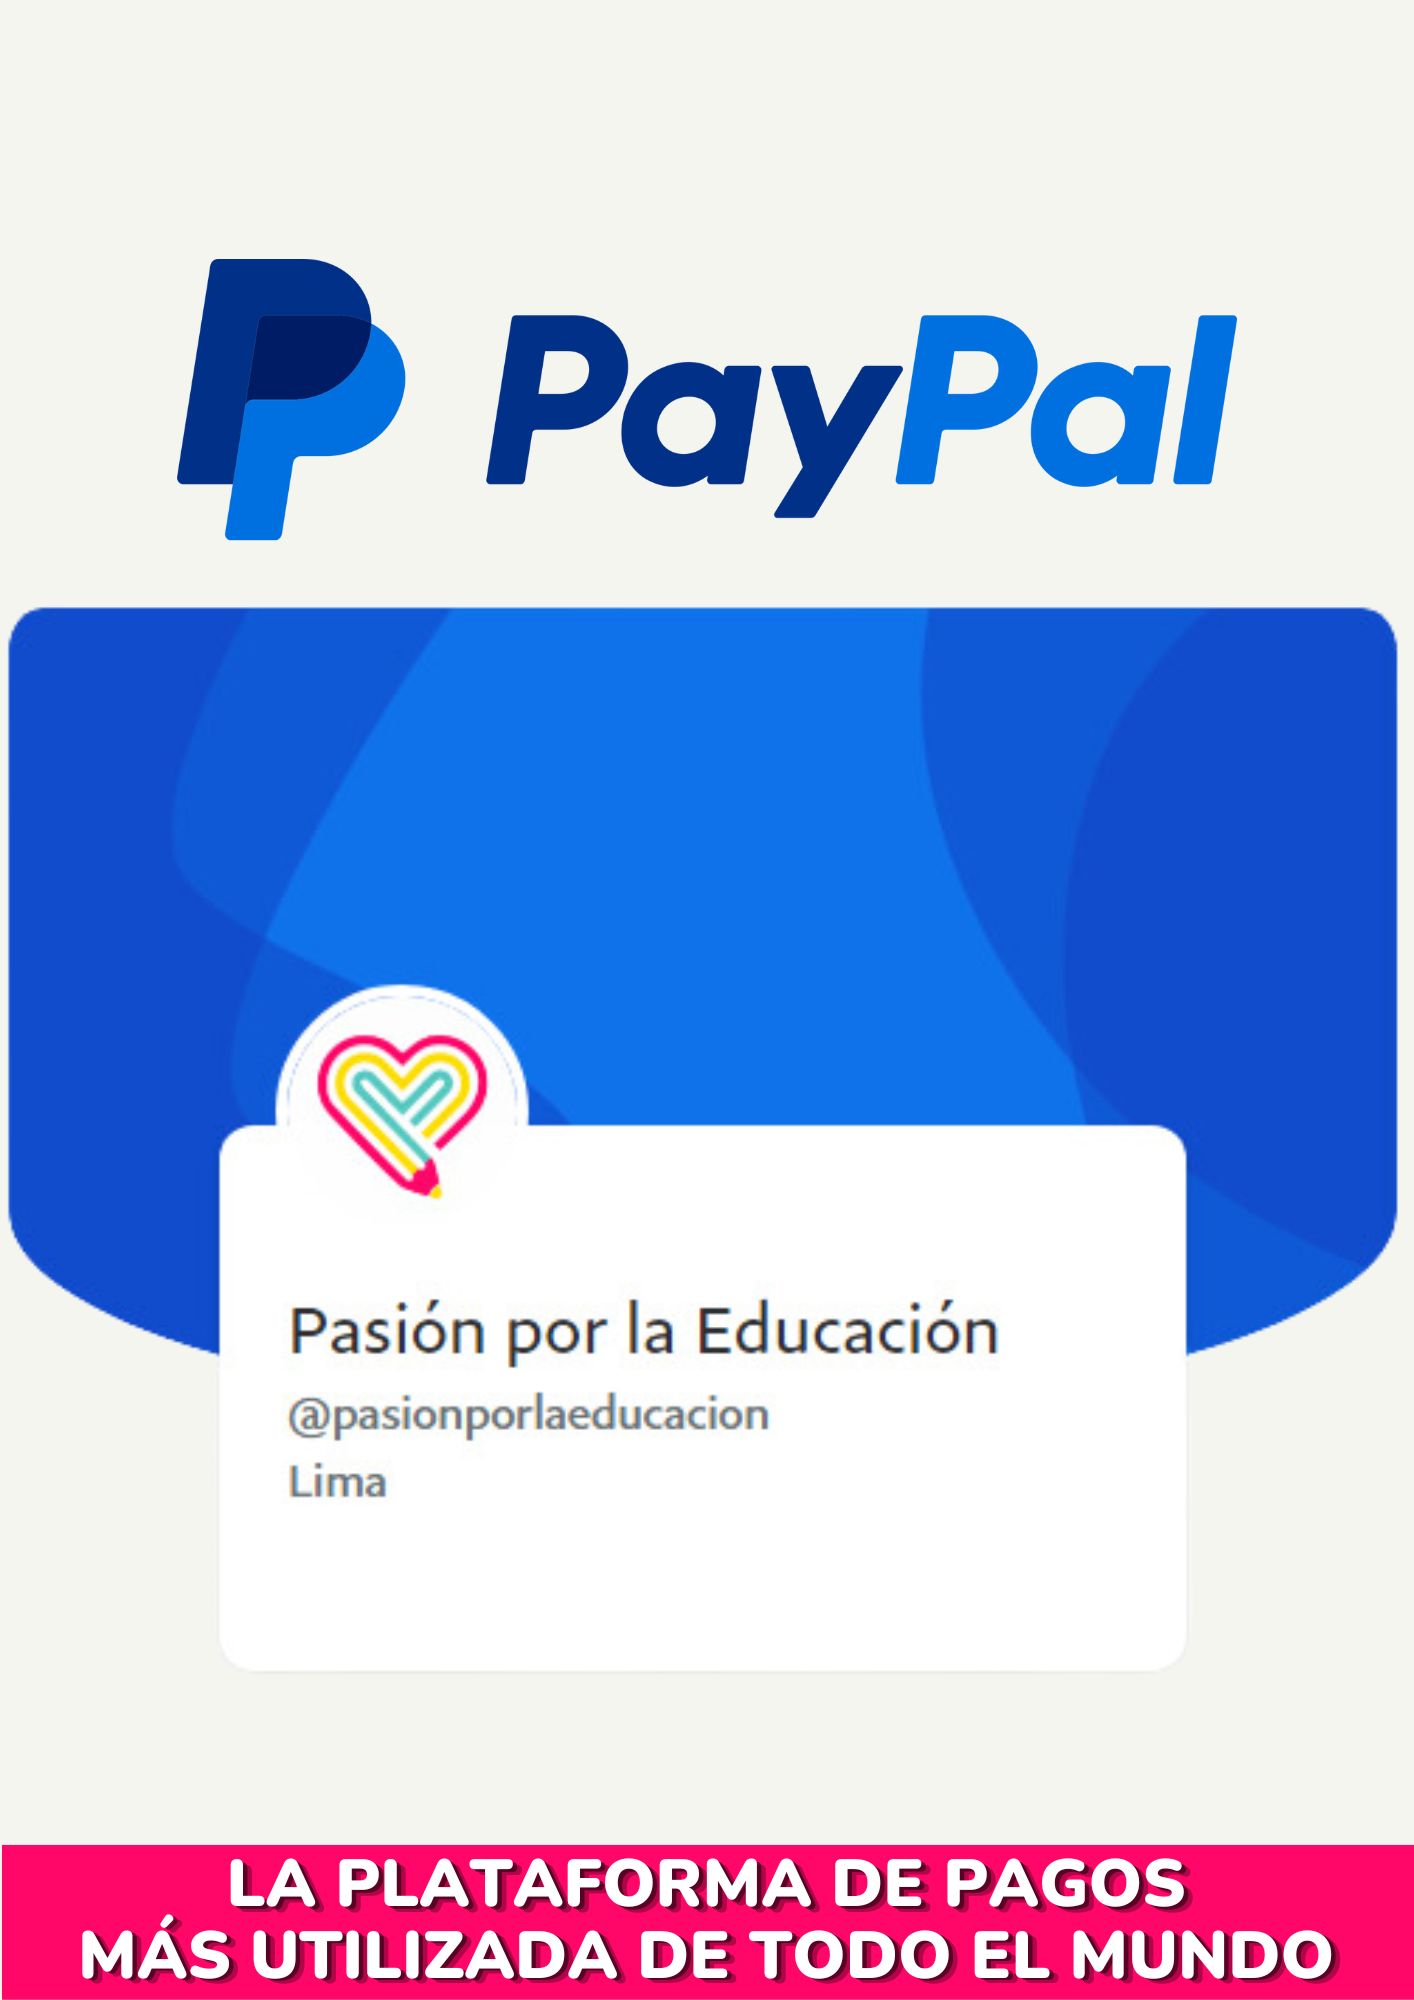 PayPal
Pasión por la Educación
@pasionporlaeducacion
Lima
LA PLATAFORMA DE PAGOS
MÁS UTILIZADA DE TODO EL MUNDO